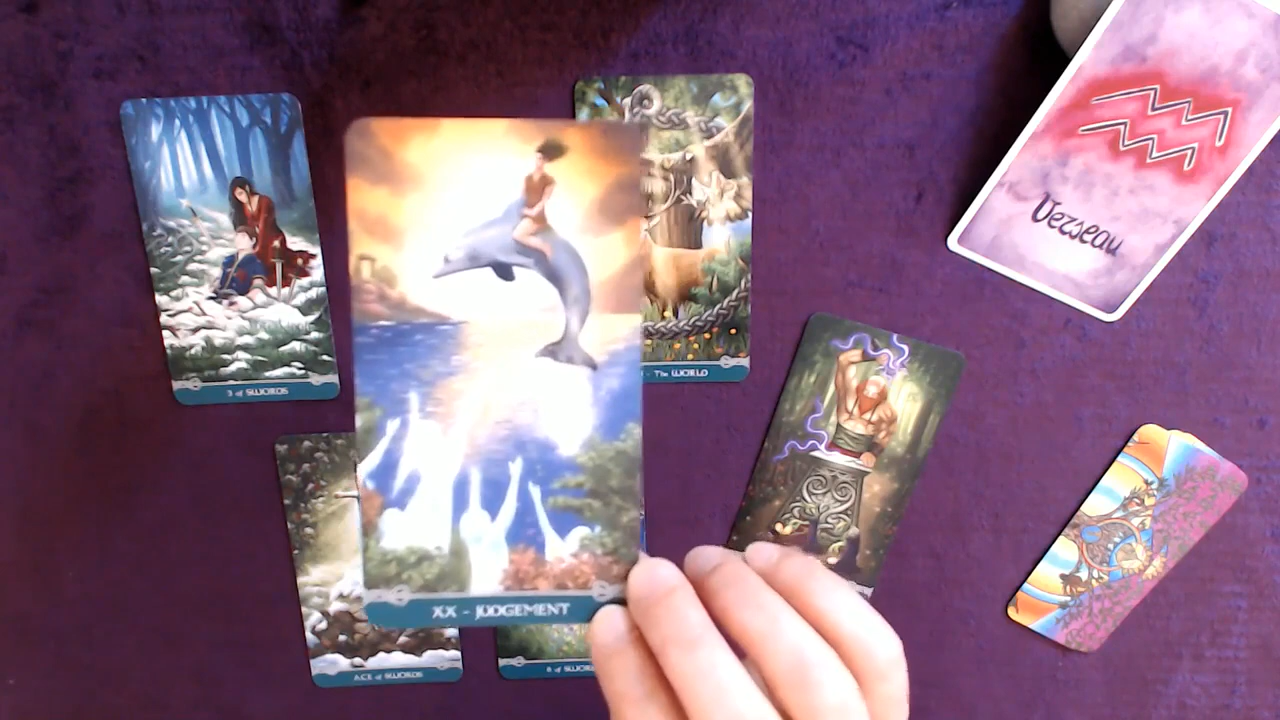 Verseau
3 of SWORDS
- The WORLD
XX - JUDGEMENT
ACE of SWORDS
8 of SWORDS